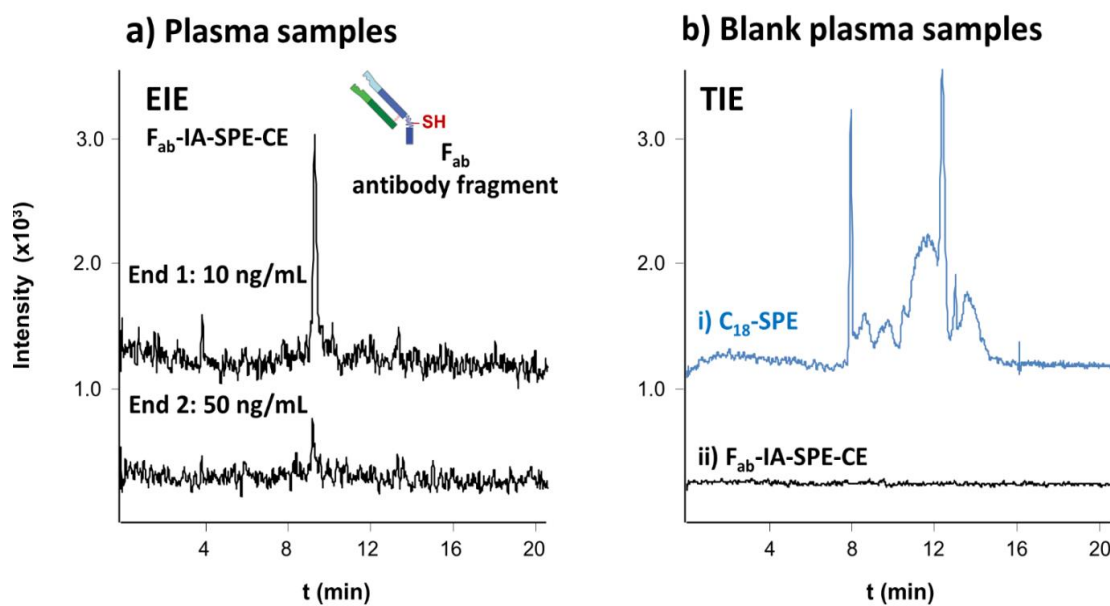 a) Plasma samples
EIE
Fab-IA-SPE-CE
-SH
Fab
antibody fragment
End 1: 10 ng/mL
End 2: 50 ng/mL
Intensity (x10³)
3.0
2.0
1.0
4 8 12 16 20
t (min)
b) Blank plasma samples
TIE
i) C18-SPE
ii) Fab-IA-SPE-CE
3.0
2.0
1.0
4 8 12 16 20
t (min)